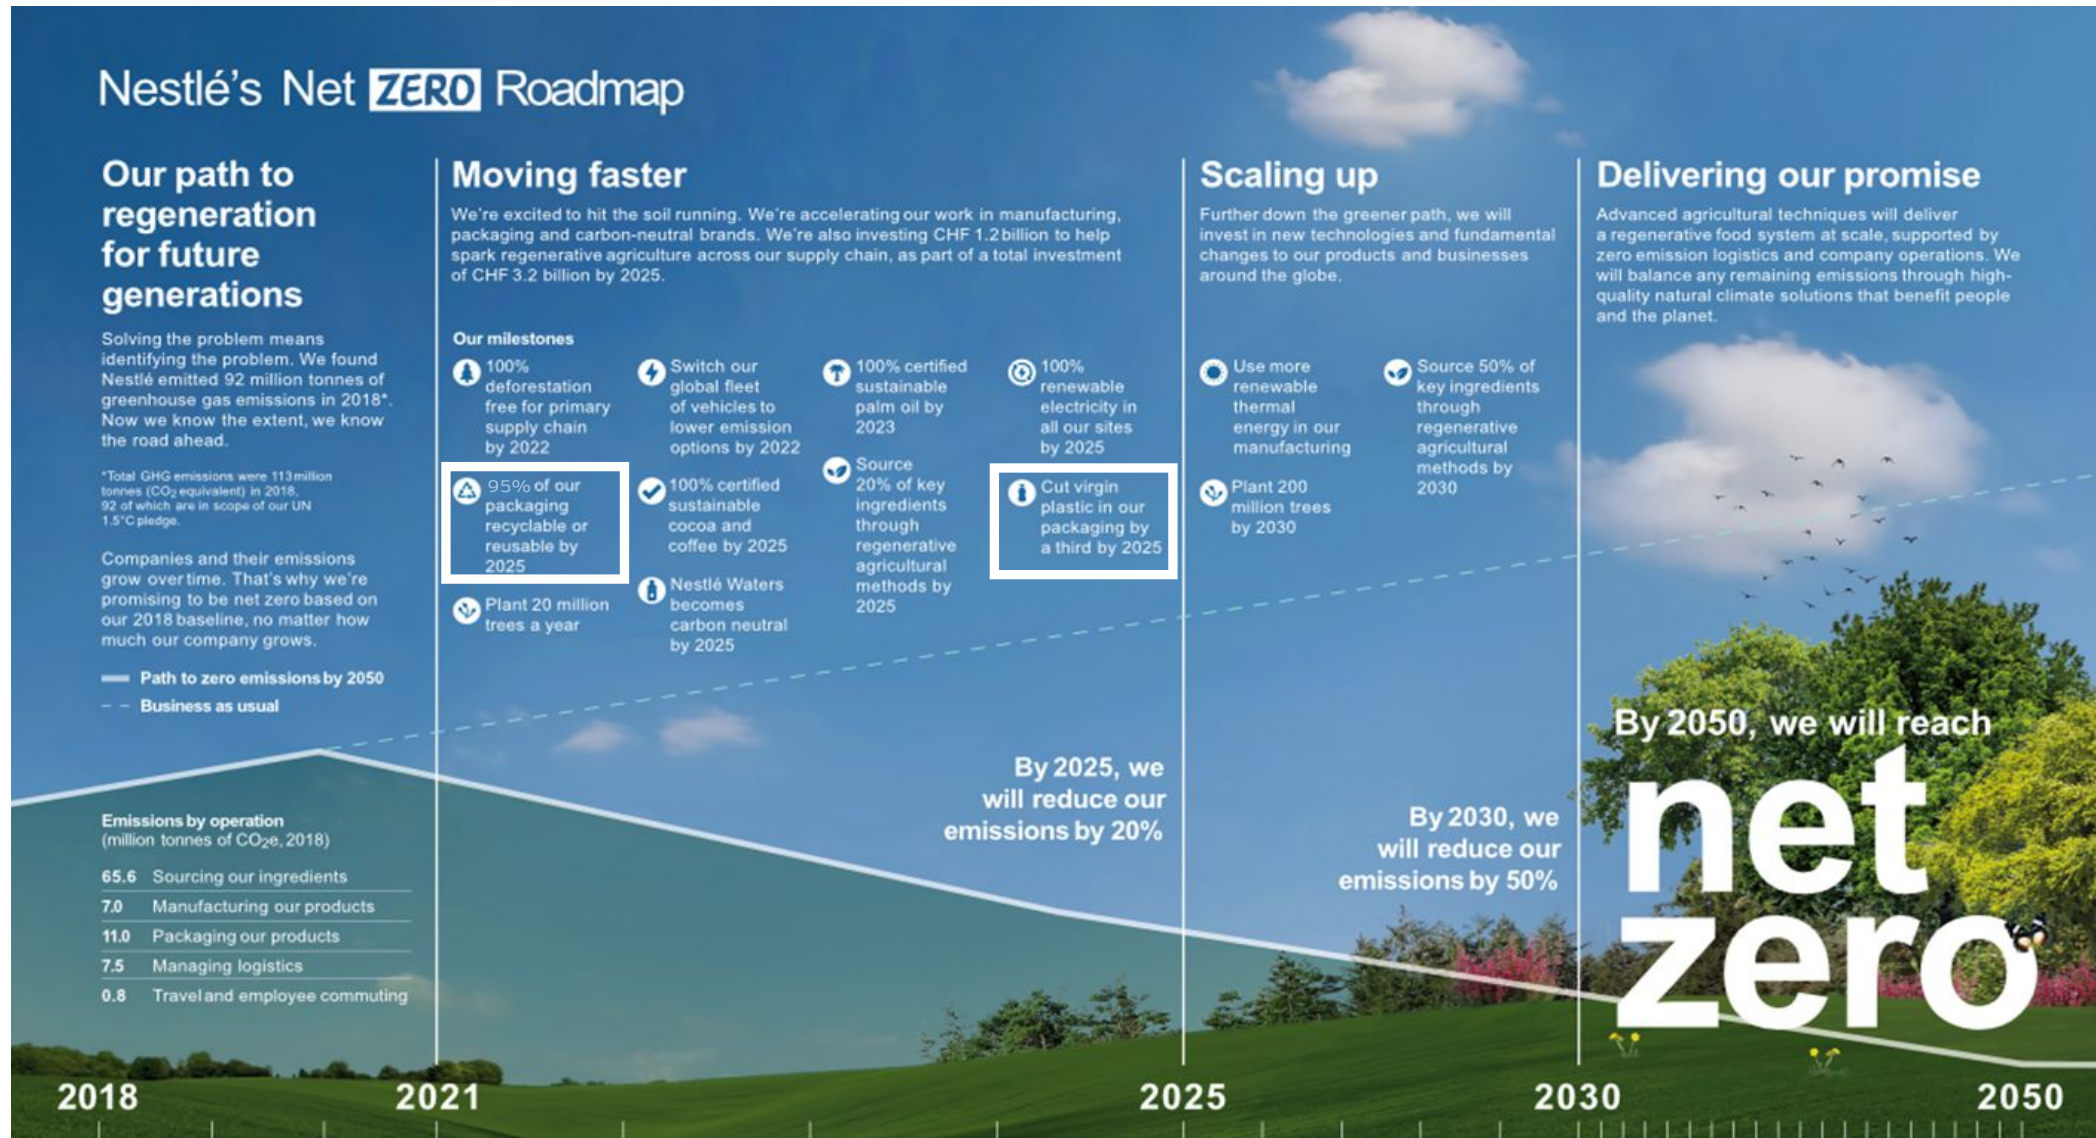 Nestlé's Net ZERO Roadmap
Our path to
regeneration
for future
generations
Solving the problem means
identifying the problem. We found
Nestlé emitted 92 million tonnes of
greenhouse gas emissions in 2018*.
Now we know the extent, we know
the road ahead.
*Total GHG emissions were 113 million
tonnes (CO2 equivalent) in 2018,
92 of which are in scope of our UN
1.5°C pledge.
Companies and their emissions
grow over time. That's why we're
promising to be net zero based on
our 2018 baseline, no matter how
much our company grows.
Path to zero emissions by 2050
Business as usual
Emissions by operation
(million tonnes of CO2e, 2018)
65.6 Sourcing our ingredients
7.0 Manufacturing our products
11.0 Packaging our products
7.5 Managing logistics
0.8 Travel and employee commuting
Moving faster
We're excited to hit the soil running. We're accelerating our work in manufacturing,
packaging and carbon-neutral brands. We're also investing CHF 1.2 billion to help
spark regenerative agriculture across our supply chain, as part of a total investment
of CHF 3.2 billion by 2025.
Our milestones
100%
deforestation
free for primary
supply chain
by 2022
95% of our
packaging
recyclable or
reusable by
2025
Plant 20 million
trees a year
Switch our
global fleet
of vehicles to
lower emission
options by 2022
100% certified
sustainable
cocoa and
coffee by 2025
Nestlé Waters
becomes
carbon neutral
by 2025
100% certified
sustainable
palm oil by
2023
Source
20% of key
ingredients
through
regenerative
agricultural
methods by
2025
100%
renewable
electricity in
all our sites
by 2025
Cut virgin
plastic in our
packaging by
a third by 2025
By 2025, we
will reduce our
emissions by 20%
Scaling up
Further down the greener path, we will
invest in new technologies and fundamental
changes to our products and businesses
around the globe.
Use more
renewable
thermal
energy in our
manufacturing
Plant 200
million trees
by 2030
Source 50% of
key ingredients
through
regenerative
agricultural
methods by
2030
By 2030, we
will reduce our
emissions by 50%
Delivering our promise
Advanced agricultural techniques will deliver
a regenerative food system at scale, supported by
zero emission logistics and company operations. We
will balance any remaining emissions through high-
quality natural climate solutions that benefit people
and the planet.
By 2050, we will reach
net
zero
2018
2021
2025
2030
2050